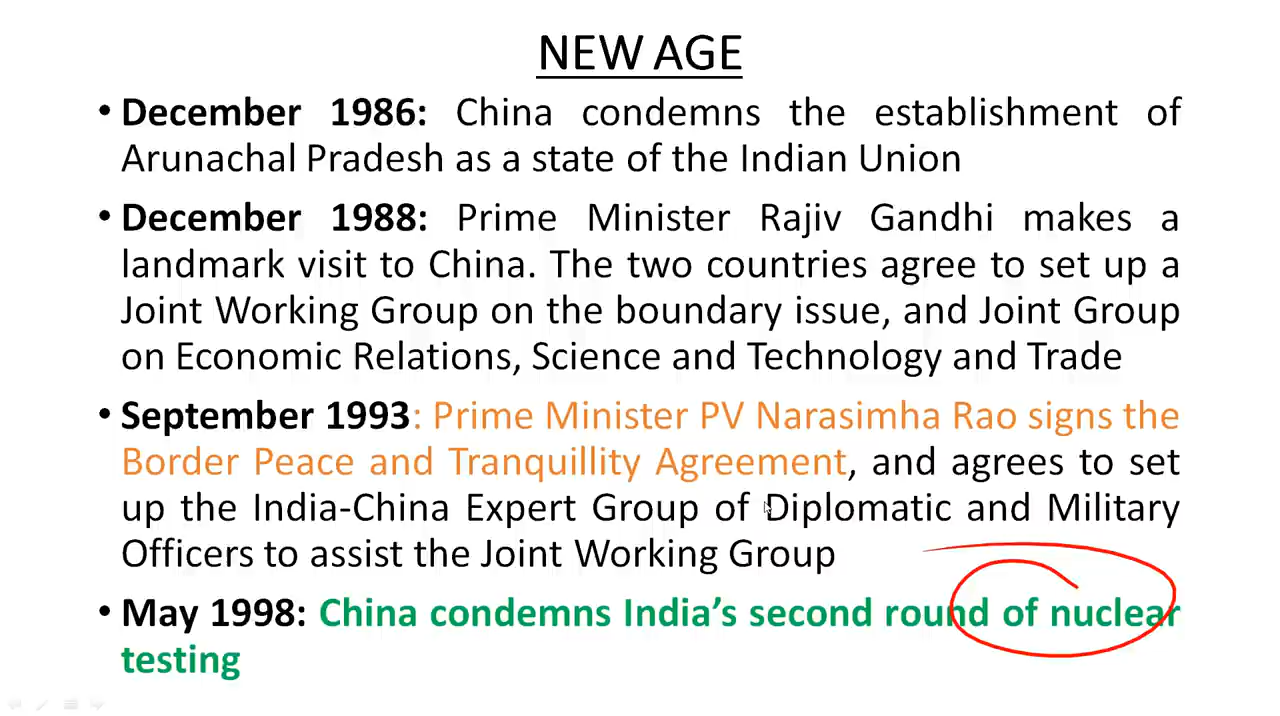 NEW AGE
• December 1986: China condemns the establishment of
Arunachal Pradesh as a state of the Indian Union
• December 1988: Prime Minister Rajiv Gandhi makes a
landmark visit to China. The two countries agree to set up a
Joint Working Group on the boundary issue, and Joint Group
on Economic Relations, Science and Technology and Trade
• September 1993: Prime Minister PV Narasimha Rao signs the
Border Peace and Tranquillity Agreement, and agrees to set
up the India-China Expert Group of Diplomatic and Military
Officers to assist the Joint Working Group
• May 1998: China condemns India’s second round of nuclear
testing